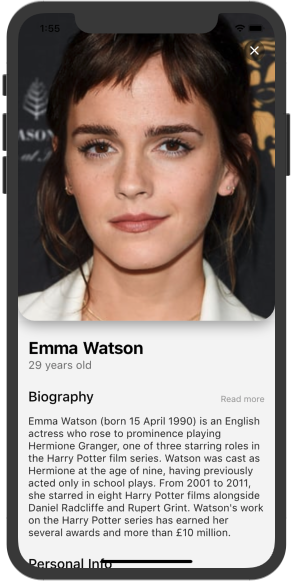 1:55
ASON
at F
Emma Watson
29 years old
Biography
Read more
Emma Watson (born 15 April 1990) is an English
actress who rose to prominence playing
Hermione Granger, one of three starring roles in
the Harry Potter film series. Watson was cast as
Hermione at the age of nine, having previously
acted only in school plays. From 2001 to 2011,
she starred in eight Harry Potter films alongside
Daniel Radcliffe and Rupert Grint. Watson's work
on the Harry Potter series has earned her
several awards and more than £10 million.
Personal Info